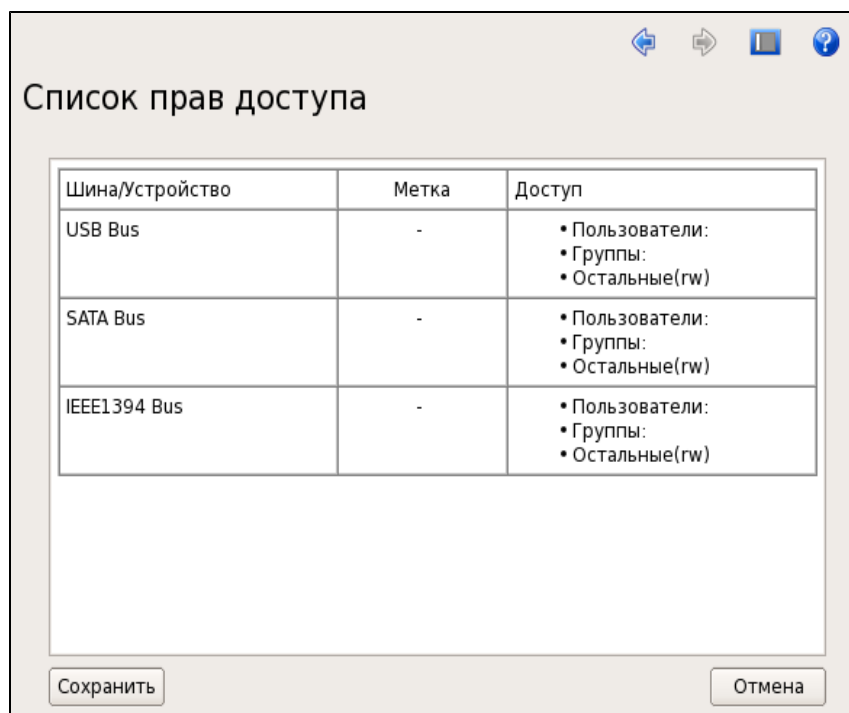 Список прав доступа
Шина/Устройство Метка Доступ
USB Bus - • Пользователи:
• Группы:
• Остальные(rw)
SATA Bus - • Пользователи:
• Группы:
• Остальные(rw)
IEEE1394 Bus - • Пользователи:
• Группы:
• Остальные(rw)
Сохранить Отмена